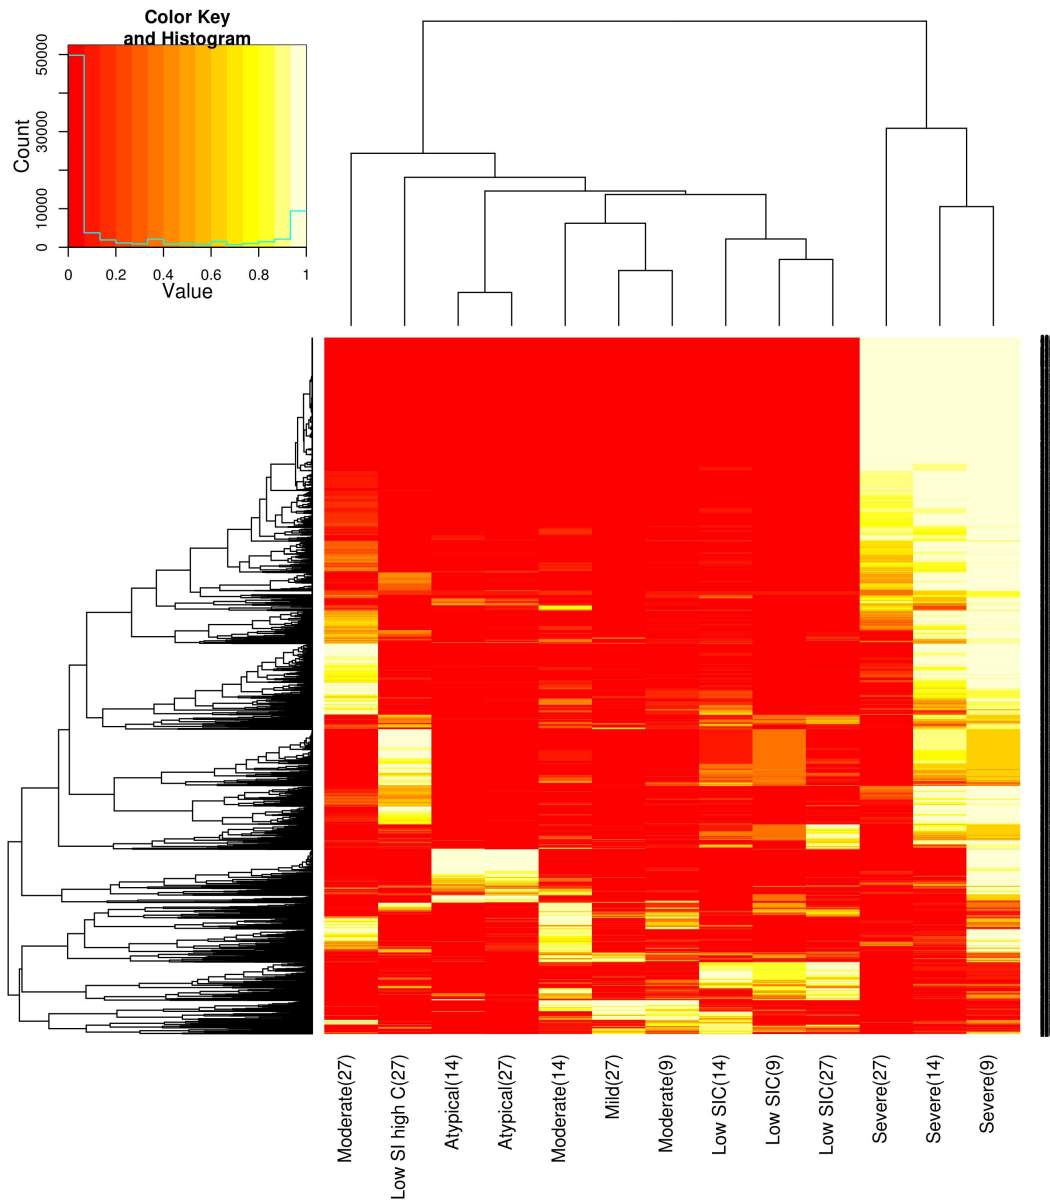 Color Key
and Histogram
Count
0 10000 30000 50000
0 0.2 0.4 0.6 0.8 1
Value
Moderate(27)
Low SI high C(27)
Atypical(14)
Atypical(27)
Moderate(14)
Mild(27)
Moderate(9)
Low SIC(14)
Low SIC(9)
Low SIC(27)
Severe(27)
Severe(14)
Severe(9)